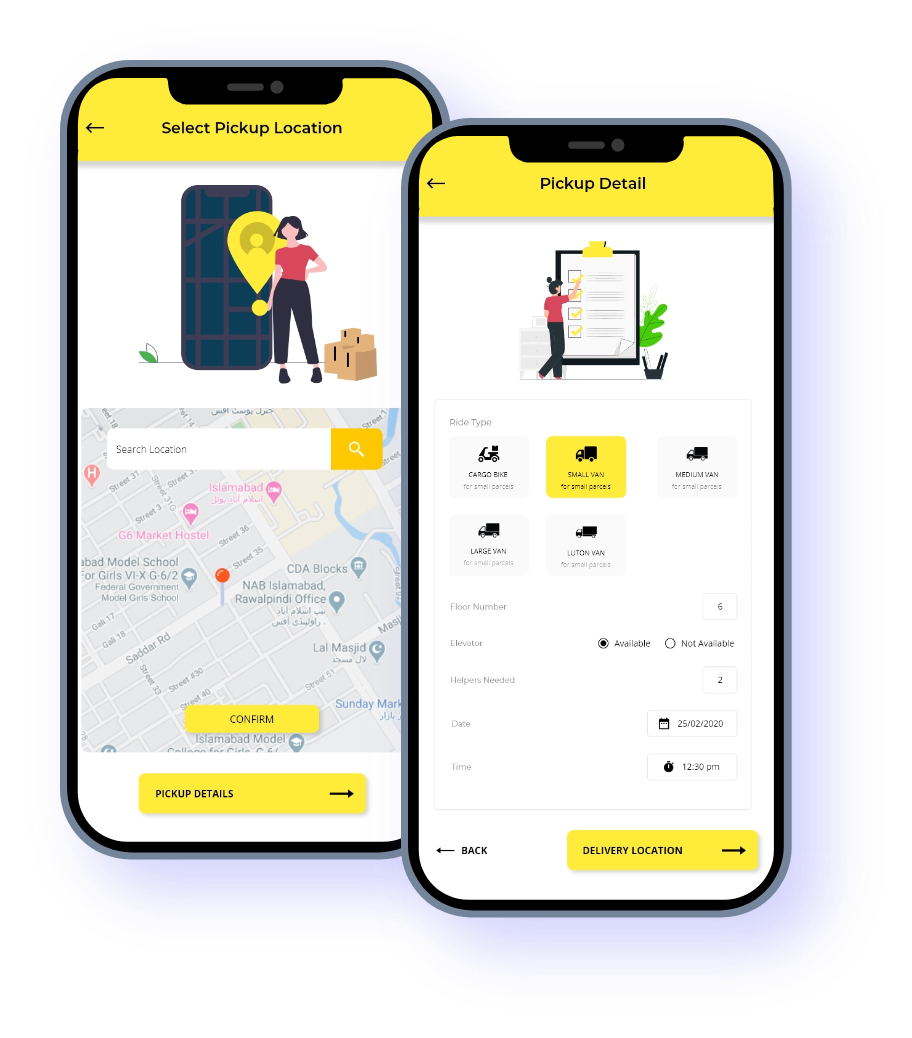 Select Pickup Location
جنرل پوسٹ آفس
Search Location
H
Street 31
Street 3
Street 31G
Islamabad
اسلام آباد ہوٹل
G6 Market Hostel
Street 36
Street 35
abad Model School
For Girls VI-X G-6/2
Federal Government
Model Girls School
CDA Blocks
NAB Islamabad,
Rawalpindi Office
نیب اسلام آباد
، راولپنڈی آفس
Gali 17
Gali 18
Saddar Rd
Masj
Lal Masjid
لال مسجد
Street #30
Street 40
Street 51
Sunday Mark
بازار
CONFIRM
Islamabad Model
College for Girls, G-6/
PICKUP DETAILS
Pickup Detail
Ride Type
CARGO BIKE
for small parcels
SMALL VAN
for small parcels
MEDIUM VAN
for small parcels
LARGE VAN
for small parcels
LUTON VAN
for small parcels
Floor Number
6
Elevator
Available
Not Available
Helpers Needed
2
Date
25/02/2020
Time
12:30 pm
BACK
DELIVERY LOCATION